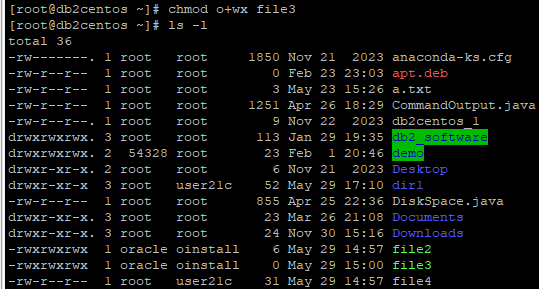 [root@db2centos ~]# chmod o+wx file3
[root@db2centos ~]# ls -l
total 36
-rw-------. 1 root   root      1850 Nov 21  2023 anaconda-ks.cfg
-rw-r--r--  1 root   root         0 Feb 23 23:03 apt.deb
-rw-r--r--  1 root   root         3 May 23 15:26 a.txt
-rw-r--r--  1 root   root      1251 Apr 26 18:29 CommandOutput.java
-rw-r--r--. 1 root   root         9 Nov 22  2023 db2centos_1
drwxrwxrwx. 3 root   root       113 Jan 29 19:35 db2_software
drwxrwxrwx. 2  54328 root        23 Feb  1 20:46 demo
drwxr-xr-x. 2 root   root         6 Nov 21  2023 Desktop
drwxr-xr-x  3 root   user21c     52 May 29 17:10 dir1
-rw-r--r--  1 root   root       855 Apr 25 22:36 DiskSpace.java
drwxr-xr-x. 3 root   root        23 Mar 26 21:08 Documents
drwxr-xr-x. 3 root   root        24 Nov 30 15:16 Downloads
-rwxrwxrwx  1 oracle oinstall     6 May 29 14:57 file2
-rwxrwxrwx  1 oracle oinstall     0 May 29 15:00 file3
-rw-r--r--  1 root   user21c     31 May 29 14:57 file4